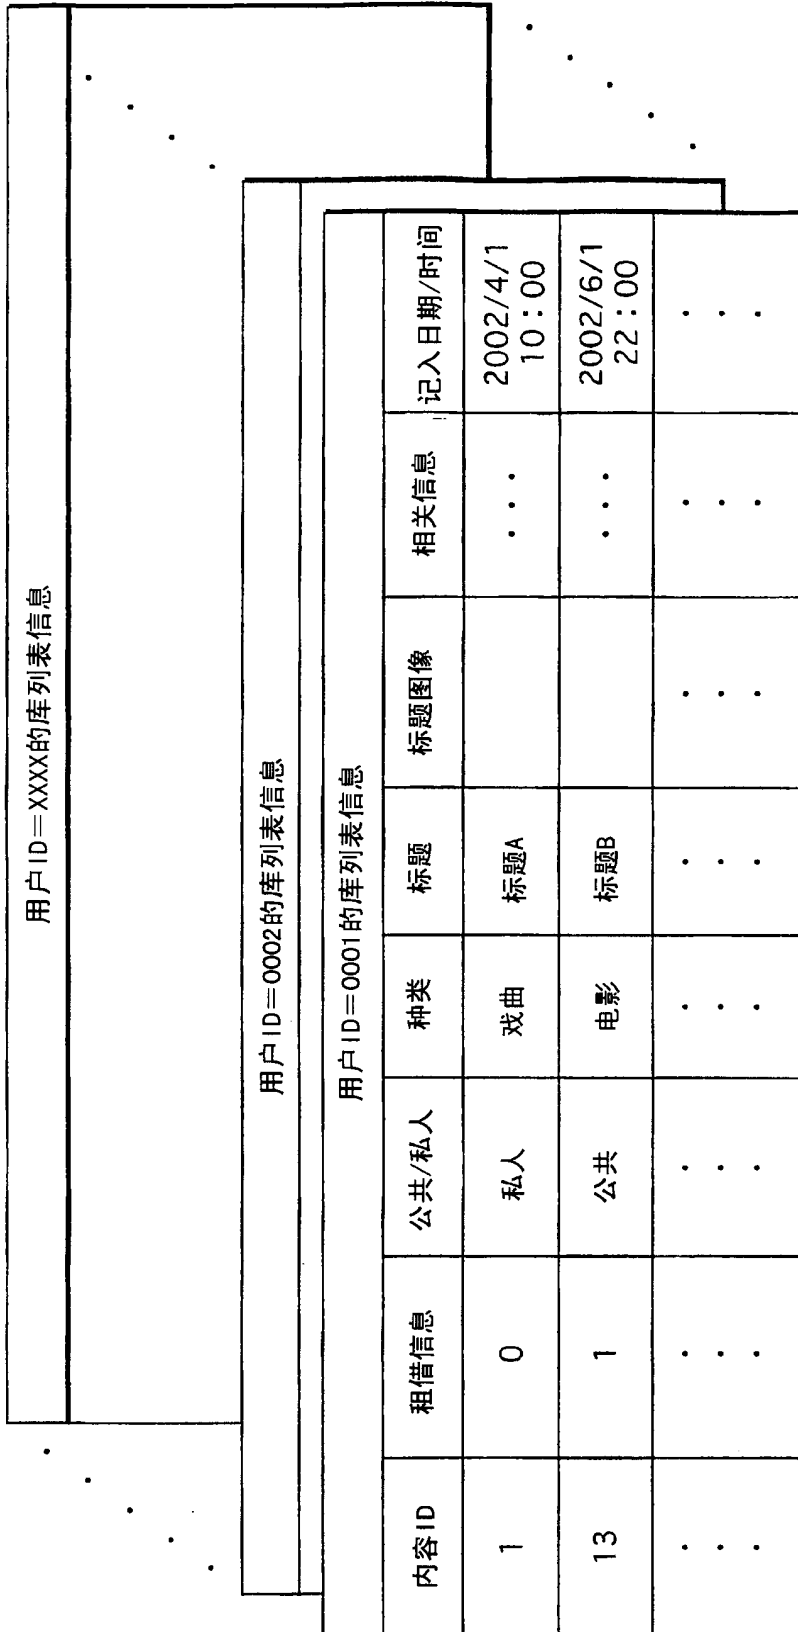 用户ID=XXXX的库列表信息
用户ID=0002的库列表信息
用户ID=0001的库列表信息
内容ID 租借信息 公共/私人 种类 标题 标题图像 相关信息 记入日期/时间
1 0 私人 戏曲 标题A ··· 2002/4/1
10:00
13 1 公共 电影 标题B ··· 2002/6/1
22:00
··· ··· ··· ··· ··· ··· ··· ···